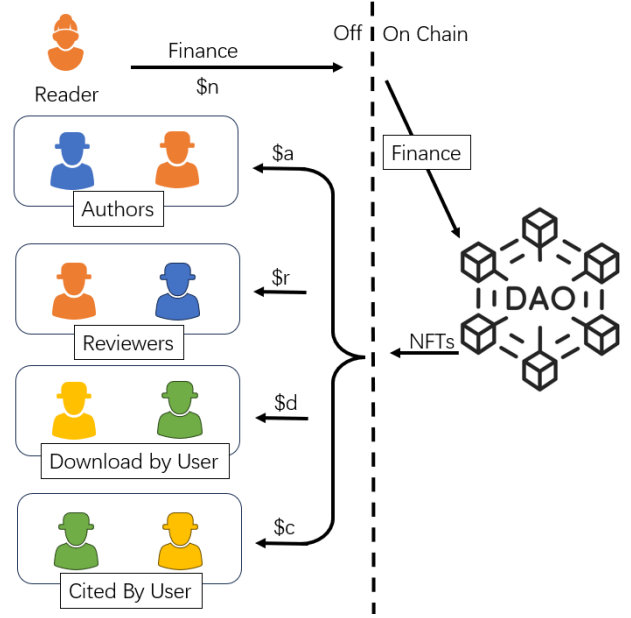 Off
On Chain
Finance
$n
Reader
$a
Finance
Authors
$r
DAO
Reviewers
NFTs
$d
Download by User
$c
Cited By User